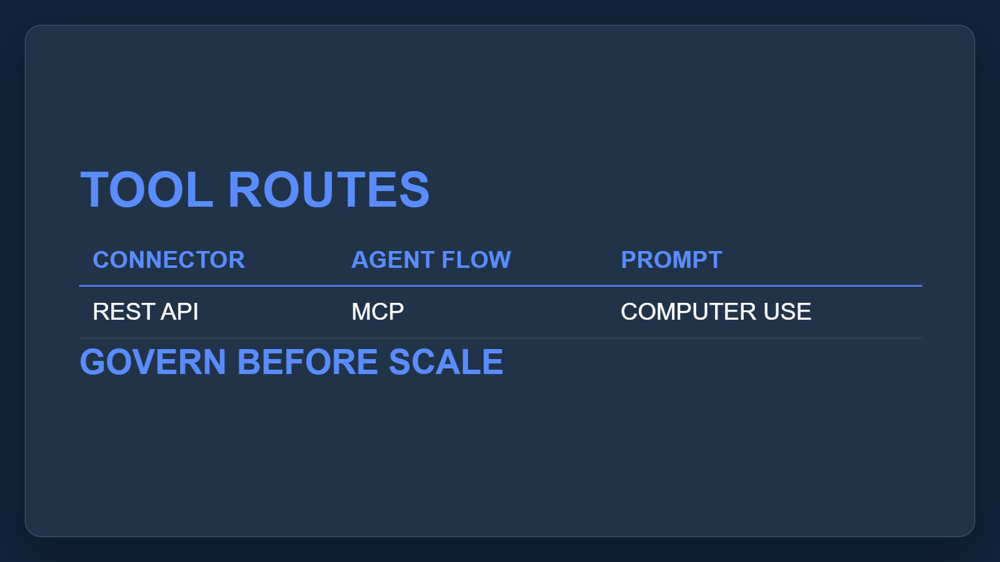 TOOL ROUTES
CONNECTOR AGENT FLOW PROMPT
REST API MCP COMPUTER USE
GOVERN BEFORE SCALE